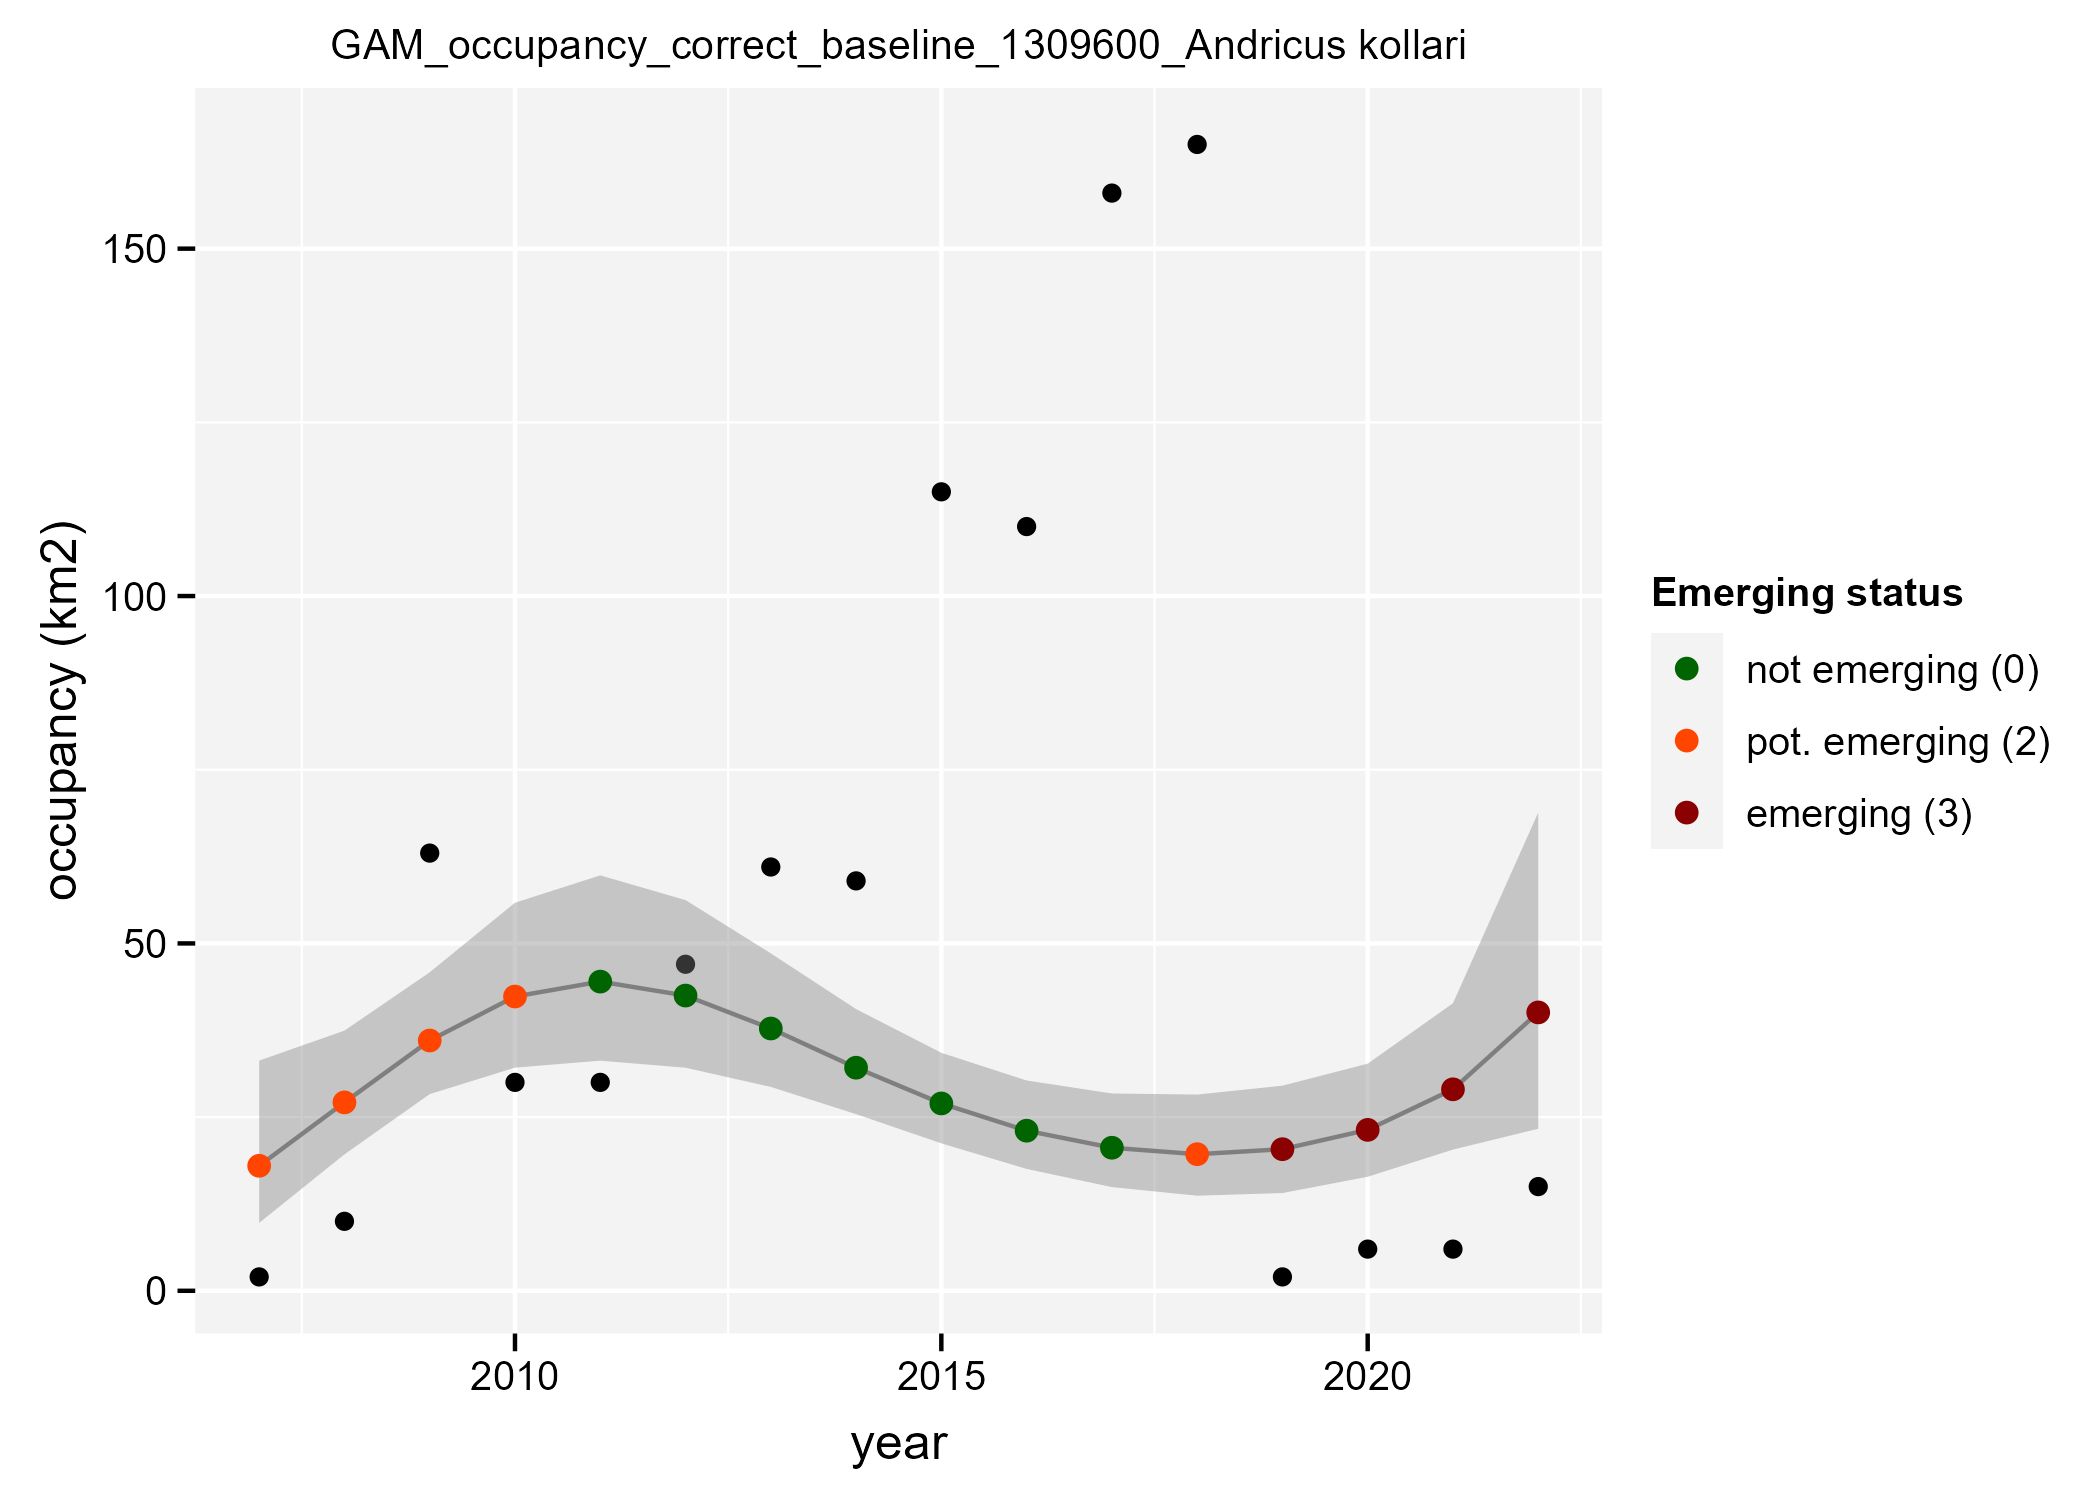 GAM_occupancy_correct_baseline_1309600_Andricus kollari
occupancy (km2)
150
100
50
0
2010
2015
2020
year
Emerging status
not emerging (0)
pot. emerging (2)
emerging (3)